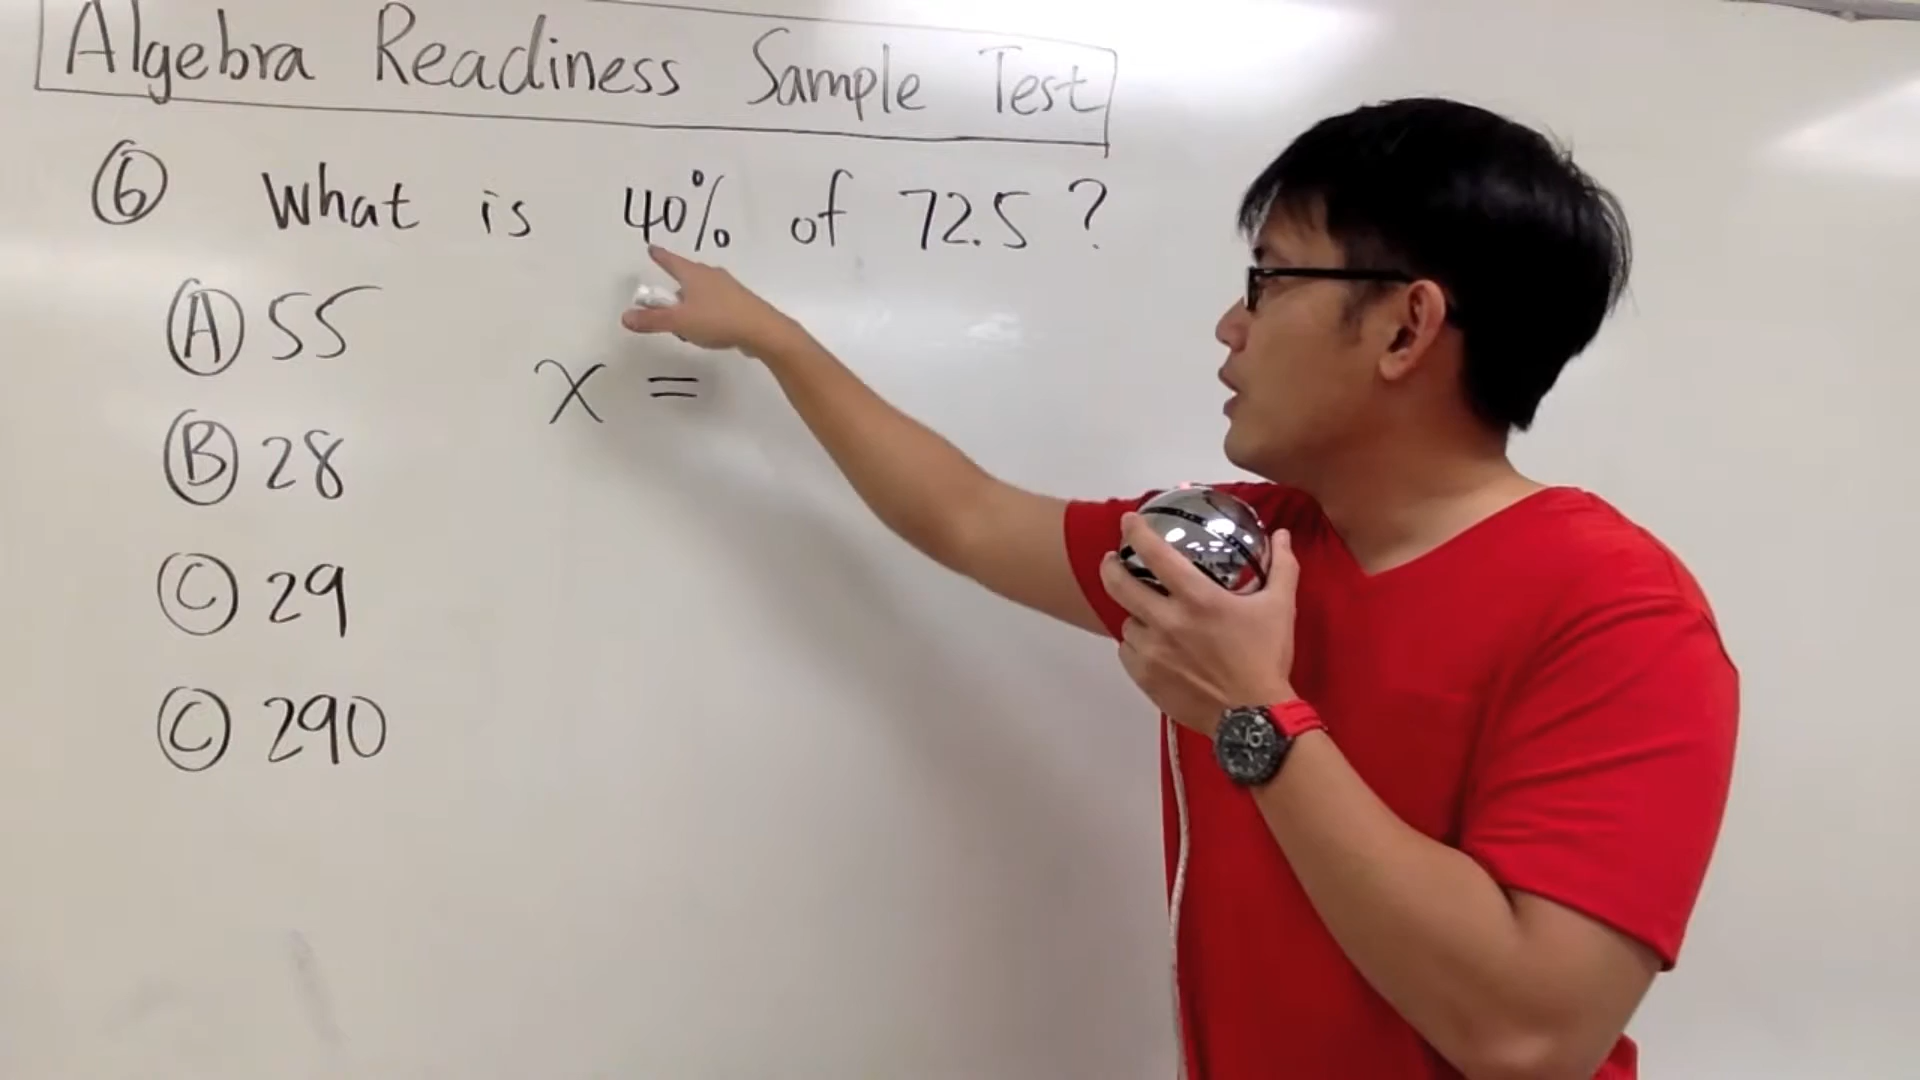 Algebra Readiness Sample Test
6 What is 40% of 72.5?
A 55
x =
B 28
C 29
C 290